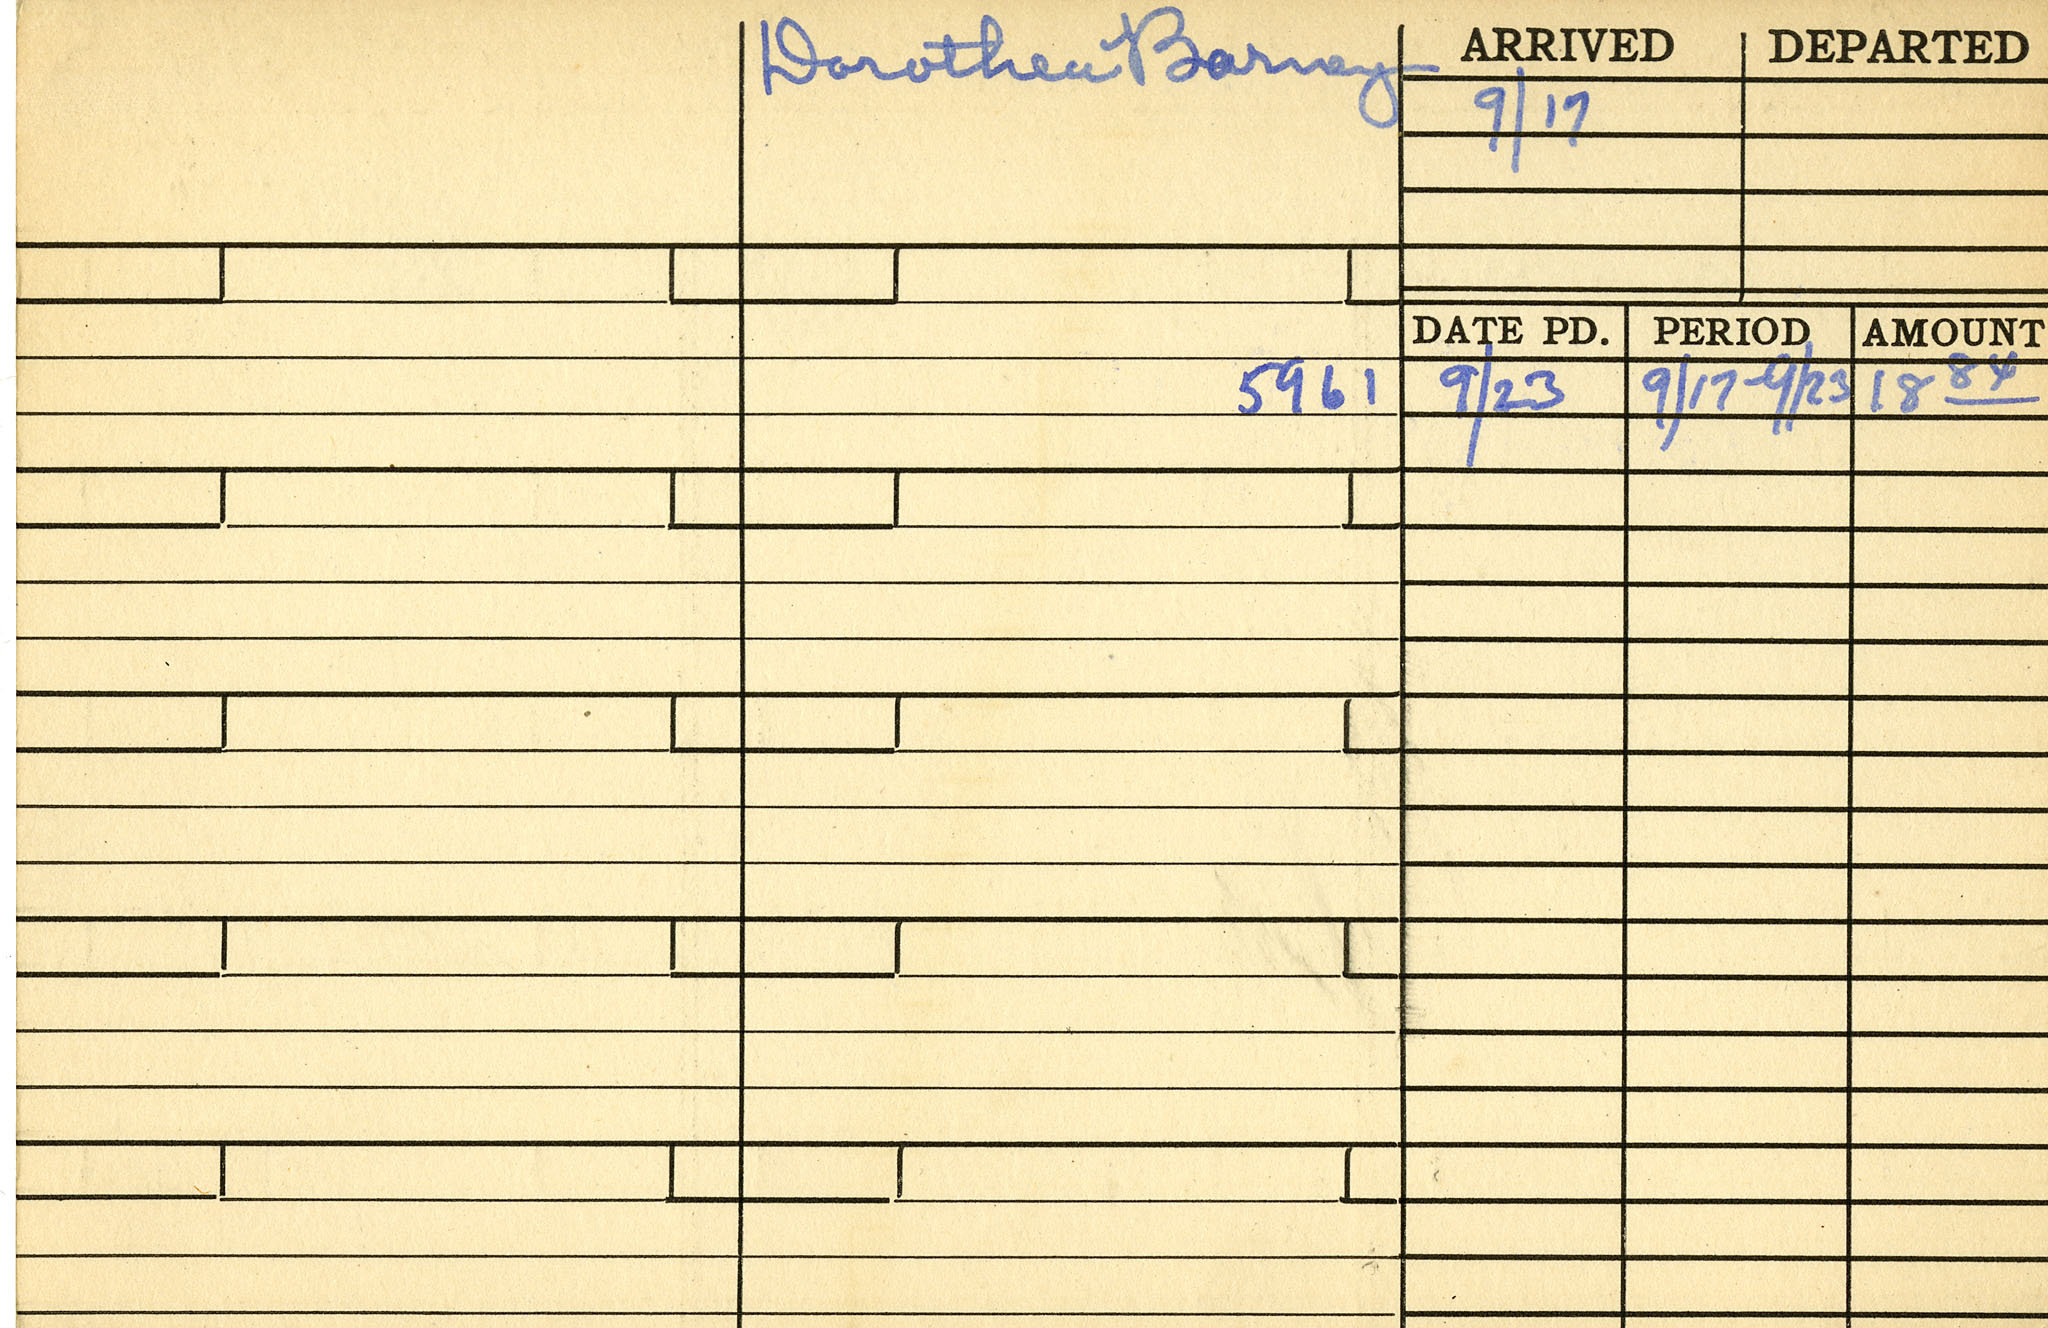 Dorothea Barney
ARRIVED DEPARTED
9/17
DATE PD. PERIOD AMOUNT
5961 9/23 9/17-9/23 18 84